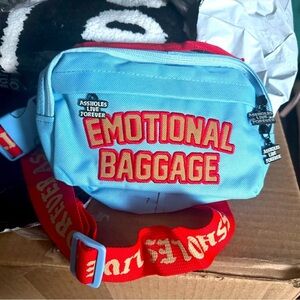 ASSHOLES
LIVE
FOREVER
ASSHOLES
LIVE
FOREVER
EMOTIONAL
BAGGAGE